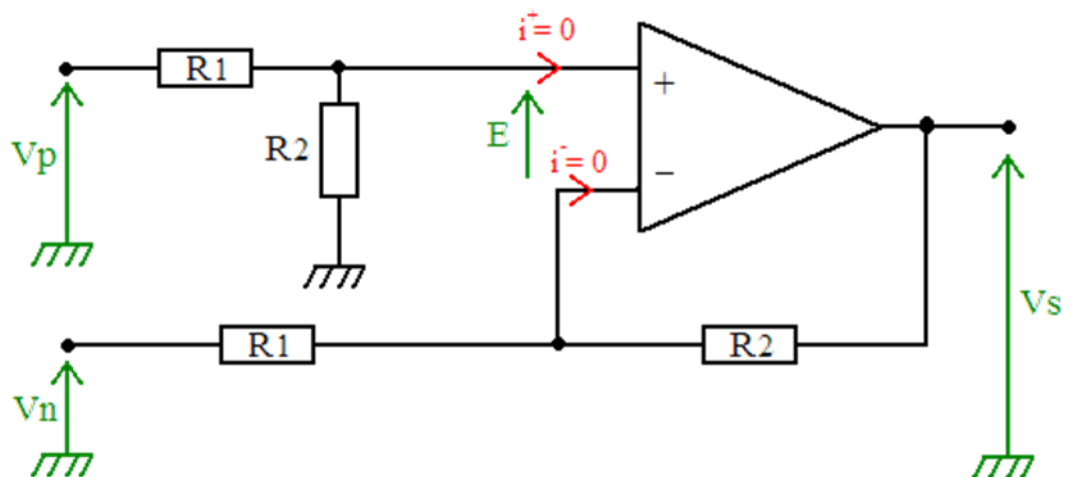 i⁺= 0
R1
+
R2
E
Vp
i⁻= 0
−
Vs
R1
R2
Vn